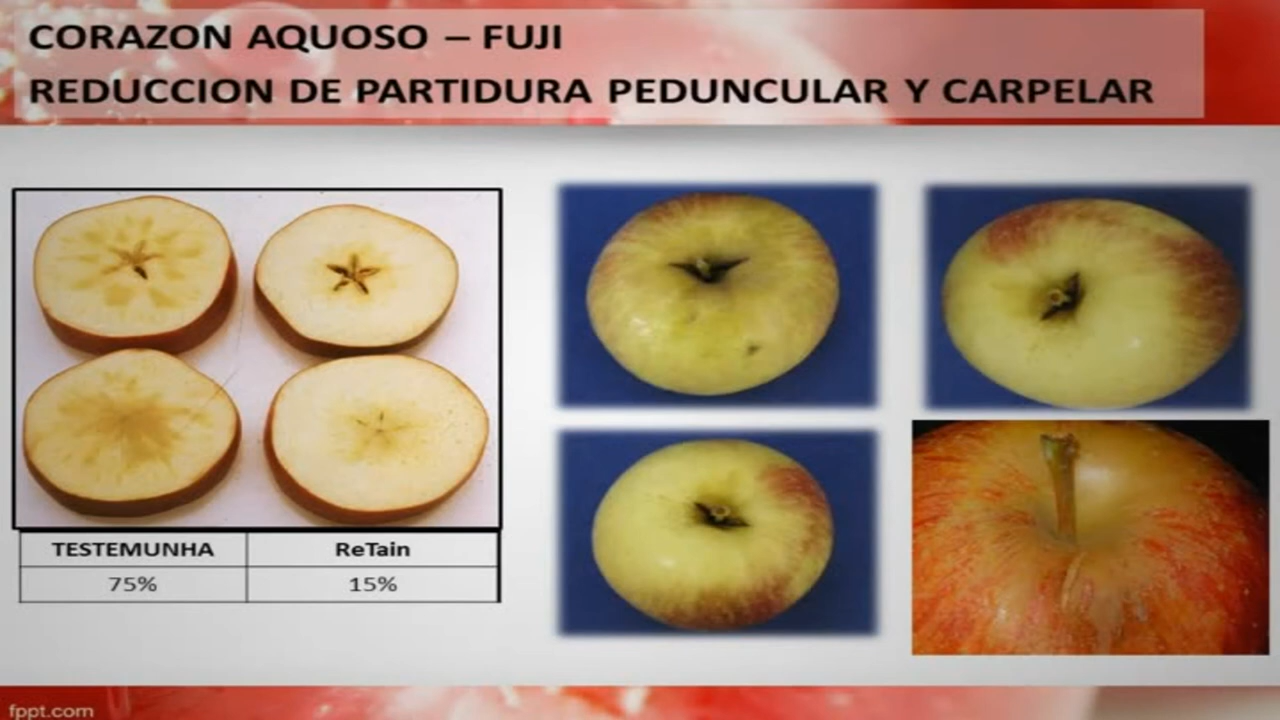 CORAZON AQUOSO – FUJI
REDUCCION DE PARTIDURA PEDUNCULAR Y CARPELAR
TESTEMUNHA ReTain
75% 15%
fppt.com